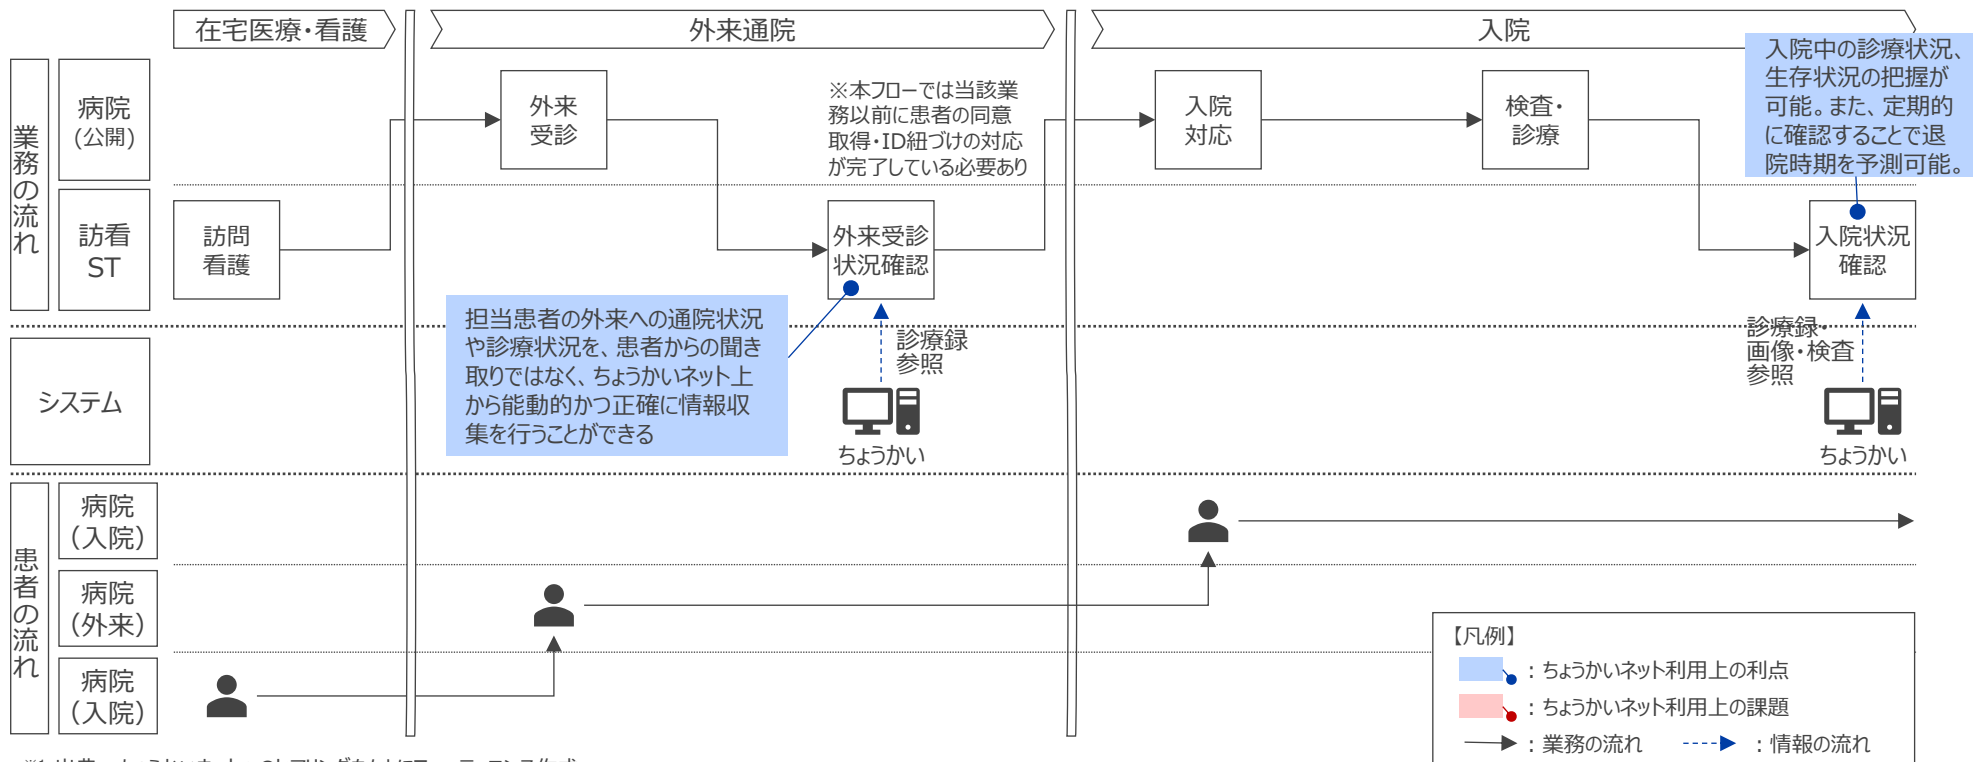 在宅医療・看護
外来通院
入院
業務の流れ
病院
(公開)
訪看
ST
訪問
看護
外来
受診
※本フローでは当該業
務以前に患者の同意
取得・ID紐づけの対応
が完了している必要あり
外来受診
状況確認
入院
対応
検査・
診療
入院中の診療状況、
生存状況の把握が
可能。また、定期的
に確認することで退
院時期を予測可能。
入院状況
確認
担当患者の外来への通院状況
や診療状況を、患者からの聞き
取りではなく、ちょうかいネット上
から能動的かつ正確に情報収
集を行うことができる
システム
診療録
参照
ちょうかい
診療録・
画像・検査
参照
ちょうかい
患者の流れ
病院
（入院）
病院
（外来）
病院
（入院）
【凡例】
：ちょうかいネット利用上の利点
：ちょうかいネット利用上の課題
：業務の流れ
：情報の流れ